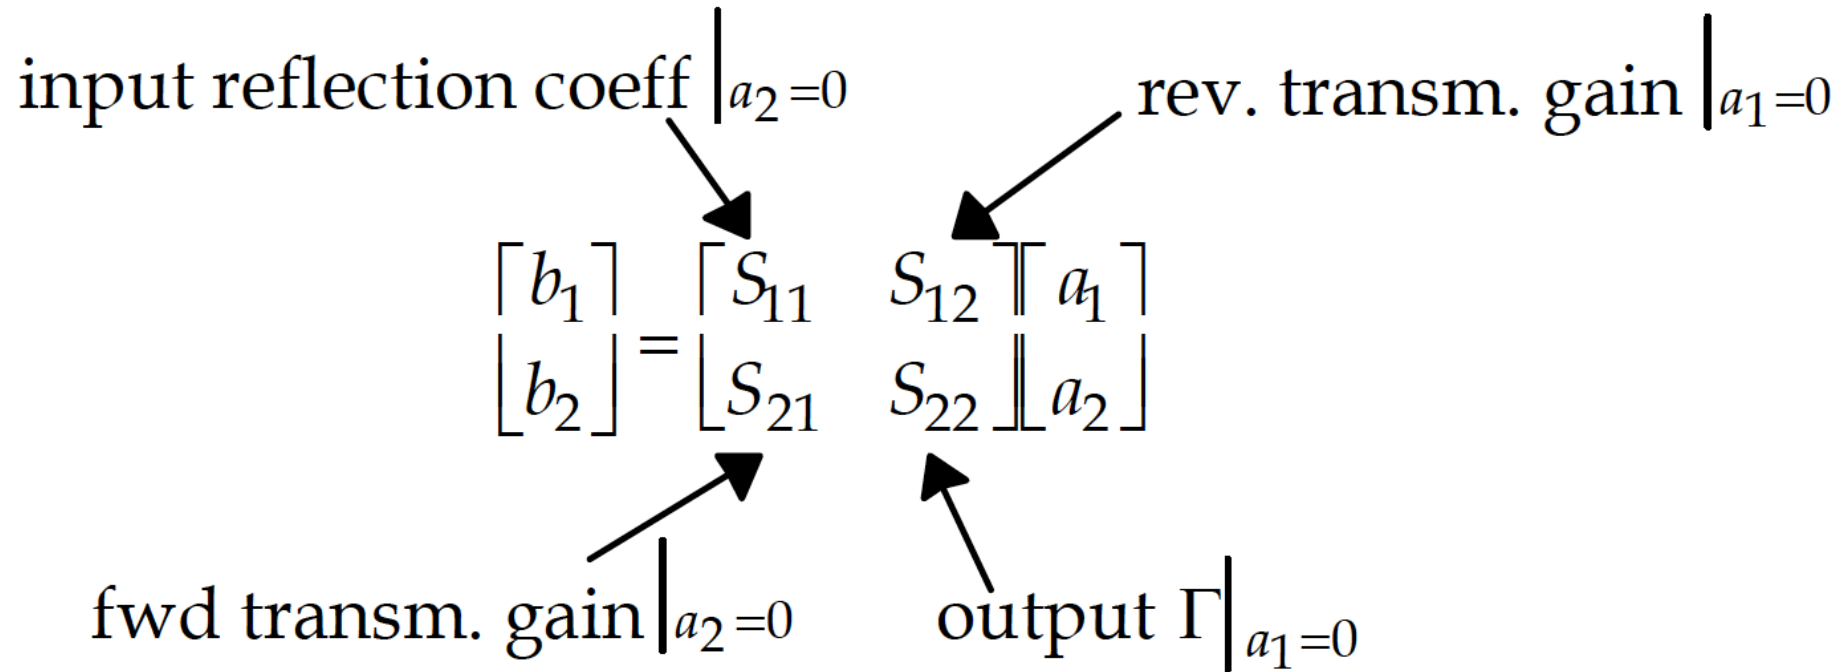 input reflection coeff |a₂=0
rev. transm. gain |a₁=0
[b₁] = [S₁₁ S₁₂][a₁]
[b₂] [S₂₁ S₂₂][a₂]
fwd transm. gain |a₂=0
output Γ|a₁=0